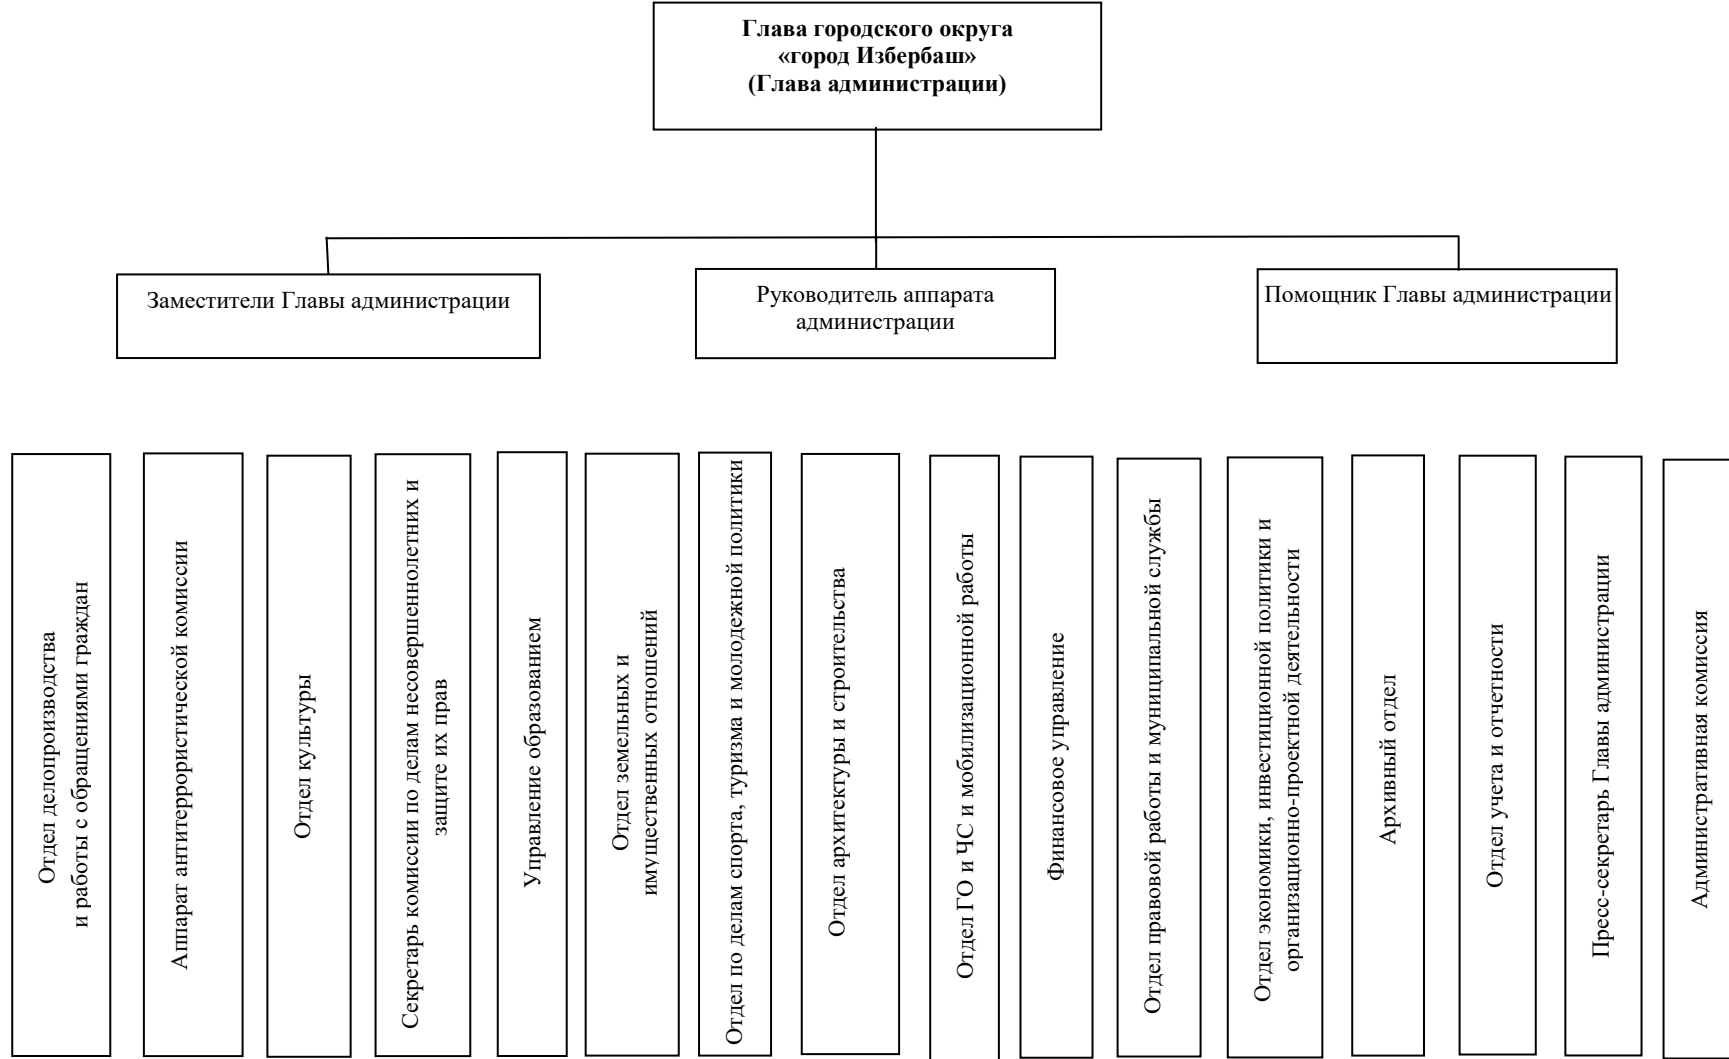 Глава городского округа
«город Избербаш»
(Глава администрации)
Заместители Главы администрации
Руководитель аппарата
администрации
Помощник Главы администрации
Отдел делопроизводства
и работы с обращениями граждан
Аппарат антитеррористической комиссии
Отдел культуры
Секретарь комиссии по делам несовершеннолетних и
защите их прав
Управление образованием
Отдел земельных и
имущественных отношений
Отдел по делам спорта, туризма и молодежной политики
Отдел архитектуры и строительства
Отдел ГО и ЧС и мобилизационной работы
Финансовое управление
Отдел правовой работы и муниципальной службы
Отдел экономики, инвестиционной политики и
организационно-проектной деятельности
Архивный отдел
Отдел учета и отчетности
Пресс-секретарь Главы администрации
Административная комиссия